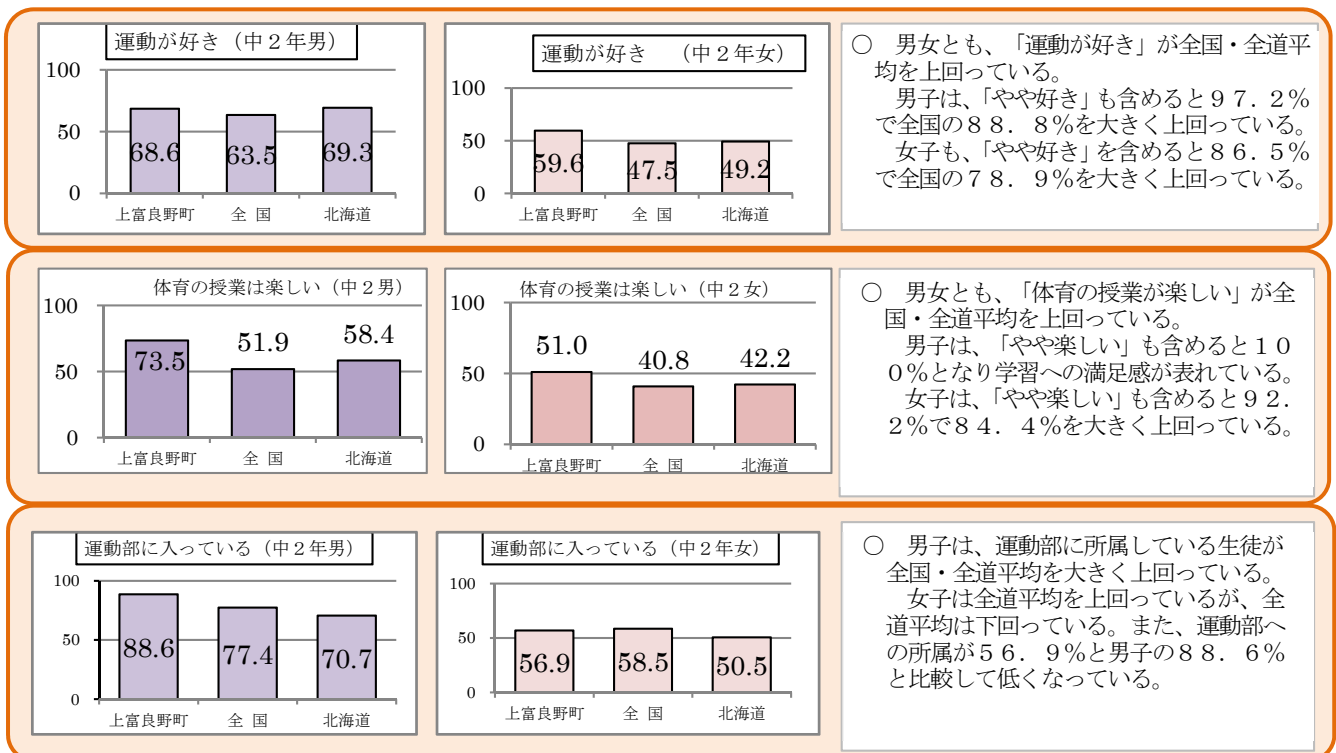 運動が好き（中２年男）
100
50
0
68.6
63.5
69.3
上富良野町
全 国
北海道
運動が好き　（中２年女）
100
50
0
59.6
47.5
49.2
上富良野町
全 国
北海道
○　男女とも、「運動が好き」が全国・全道平
均を上回っている。
男子は、「やや好き」も含めると９７．２％
で全国の８８．８％を大きく上回っている。
女子も、「やや好き」を含めると８６．５％
で全国の７８．９％を大きく上回っている。
体育の授業は楽しい（中２男）
100
50
0
73.5
51.9
58.4
上富良野町
全 国
北海道
体育の授業は楽しい（中２女）
100
50
0
51.0
40.8
42.2
上富良野町
全 国
北海道
○　男女とも、「体育の授業が楽しい」が全
国・全道平均を上回っている。
男子は、「やや楽しい」も含めると１０
０％となり学習への満足感が表れている。
女子は、「やや楽しい」も含めると９２．
２％で８４．４％を大きく上回っている。
運動部に入っている（中２年男）
100
50
0
88.6
77.4
70.7
上富良野町
全 国
北海道
運動部に入っている（中２年女）
100
50
0
56.9
58.5
50.5
上富良野町
全 国
北海道
○　男子は、運動部に所属している生徒が
全国・全道平均を大きく上回っている。
女子は全道平均を上回っているが、全
道平均は下回っている。また、運動部へ
の所属が５６．９％と男子の８８．６％
と比較して低くなっている。